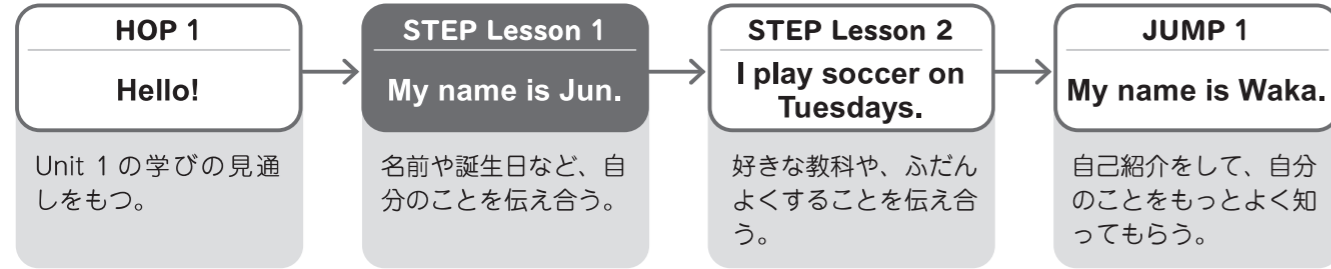 HOP 1
Hello!
Unit 1 の学びの見通
しをもつ。
STEP Lesson 1
My name is Jun.
名前や誕生日など、自
分のことを伝え合う。
STEP Lesson 2
I play soccer on
Tuesdays.
好きな教科や、ふだん
よくすることを伝え合
う。
JUMP 1
My name is Waka.
自己紹介をして、自分
のことをもっとよく知
ってもらう。